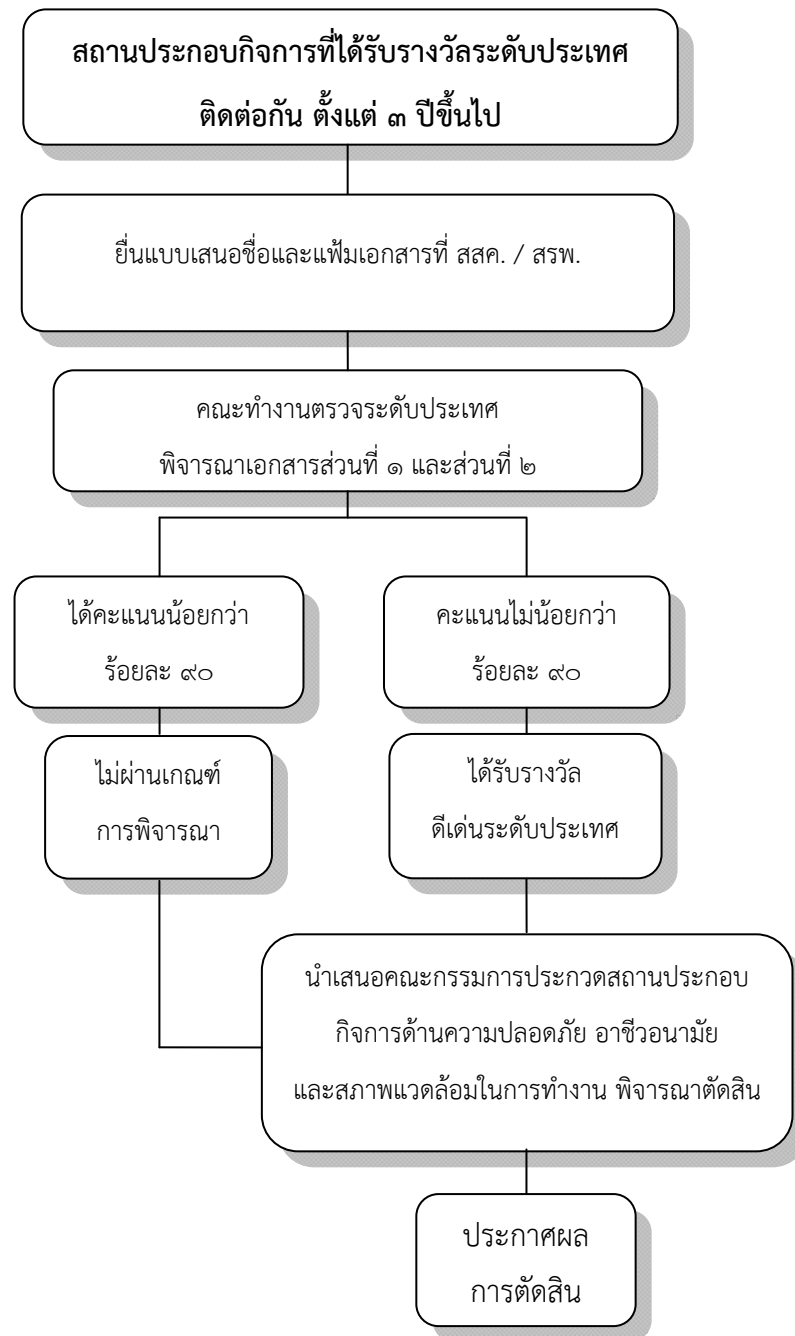 สถานประกอบกิจการที่ได้รับรางวัลระดับประเทศ
ติดต่อกัน ตั้งแต่ ๓ ปีขึ้นไป
ยื่นแบบเสนอชื่อและแฟ้มเอกสารที่ สสค. / สรพ.
คณะทำงานตรวจระดับประเทศ
พิจารณาเอกสารส่วนที่ ๑ และส่วนที่ ๒
ได้คะแนนน้อยกว่า
ร้อยละ ๙๐
คะแนนไม่น้อยกว่า
ร้อยละ ๙๐
ไม่ผ่านเกณฑ์
การพิจารณา
ได้รับรางวัล
ดีเด่นระดับประเทศ
นำเสนอคณะกรรมการประกวดสถานประกอบ
กิจการด้านความปลอดภัย อาชีวอนามัย
และสภาพแวดล้อมในการทำงาน พิจารณาตัดสิน
ประกาศผล
การตัดสิน